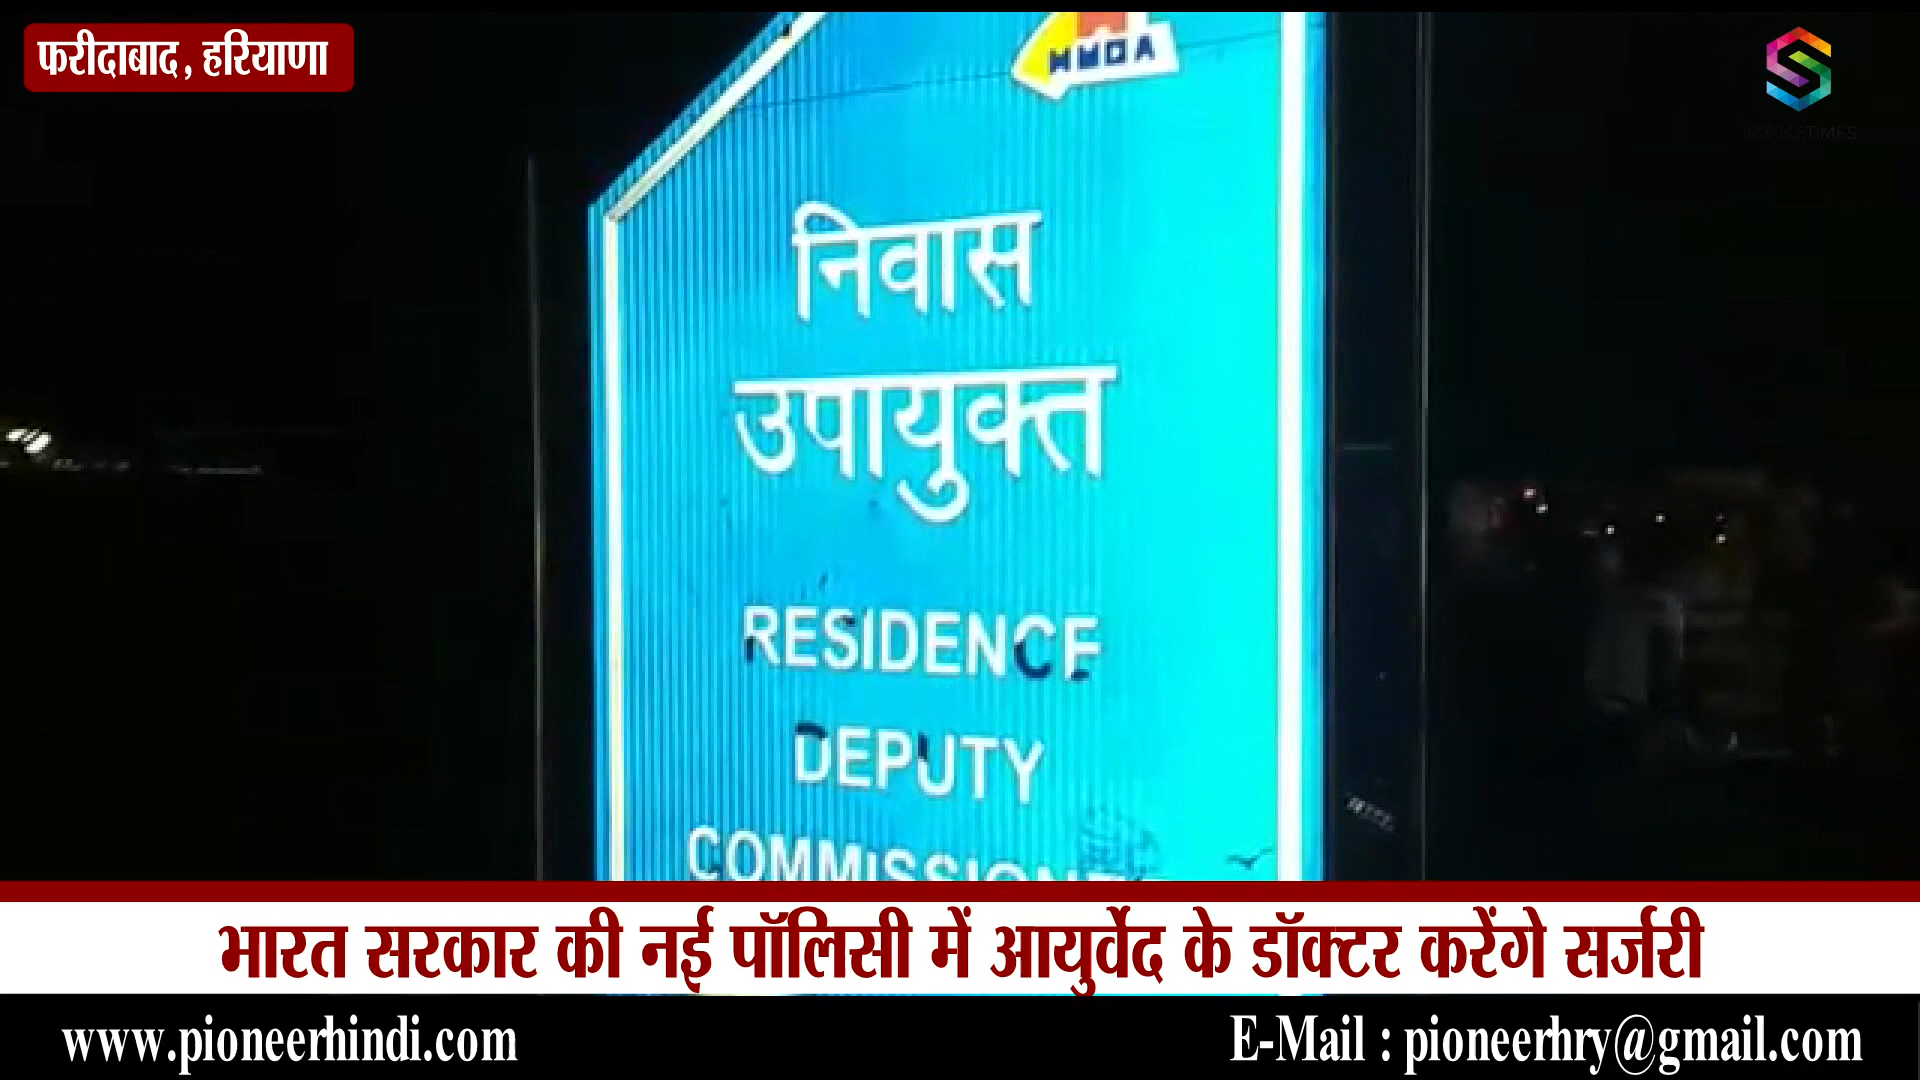 फरीदाबाद, हरियाणा
HMDA
निवास
उपायुक्त
RESIDENCE
DEPUTY
भारत सरकार की नई पॉलिसी में आयुर्वेद के डॉक्टर करेंगे सर्जरी
www.pioneerhindi.com
E-Mail : pioneerhry@gmail.com